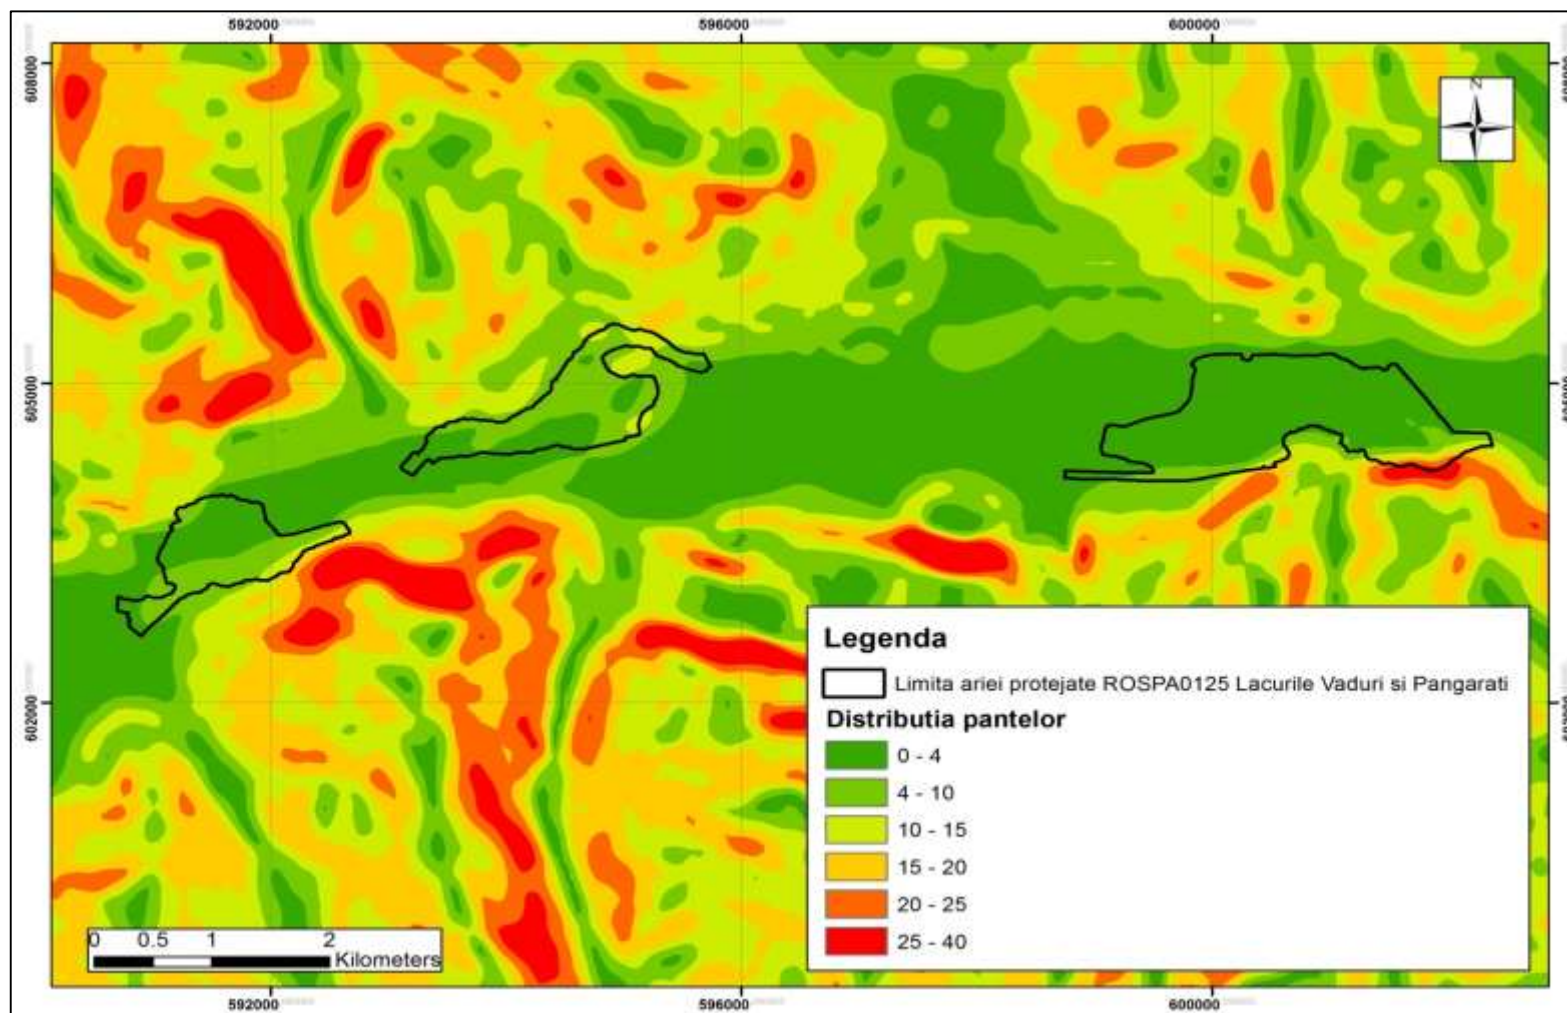 592000 596000 600000
608000
N
605000
602000
Legenda
Limita ariei protejate ROSPA0125 Lacurile Vaduri si Pangarati
Distributia pantelor
0 - 4
4 - 10
10 - 15
15 - 20
20 - 25
25 - 40
0 0.5 1 2
Kilometers
592000 596000 600000